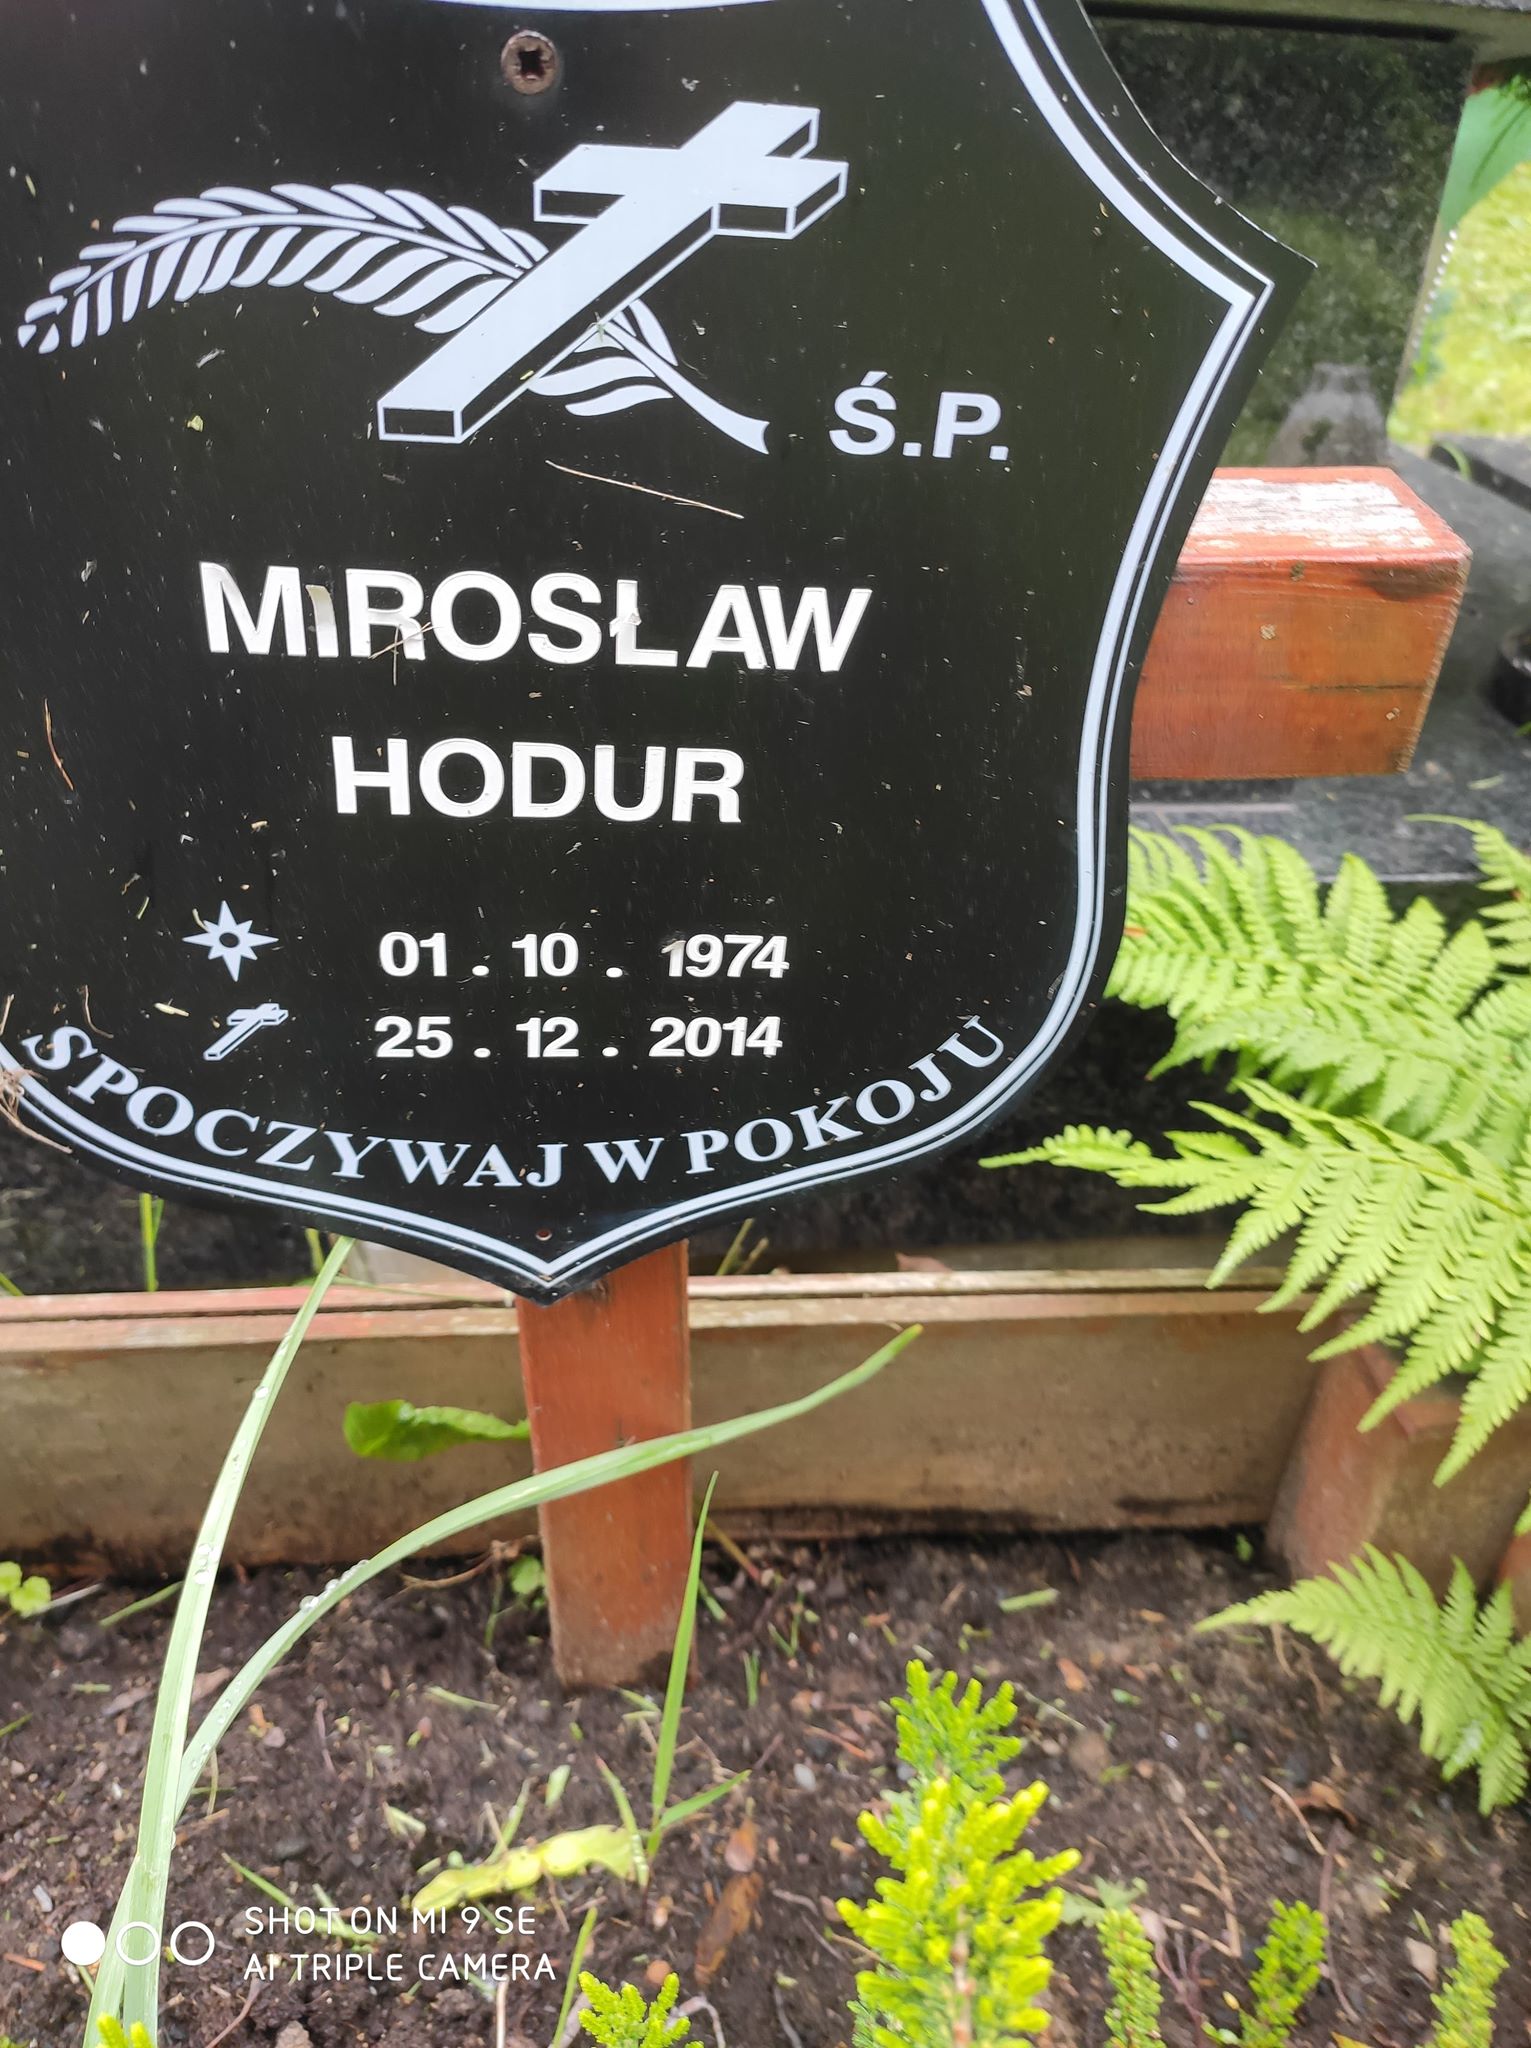 Ś.P.
MIROSŁAW
HODUR
01 . 10 . 1974
25 . 12 . 2014
SPOCZYWAJ W POKOJU
SHOT ON MI 9 SE
AI TRIPLE CAMERA